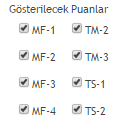 Gösterilecek Puanlar
MF-1 TM-2
MF-2 TM-3
MF-3 TS-1
MF-4 TS-2